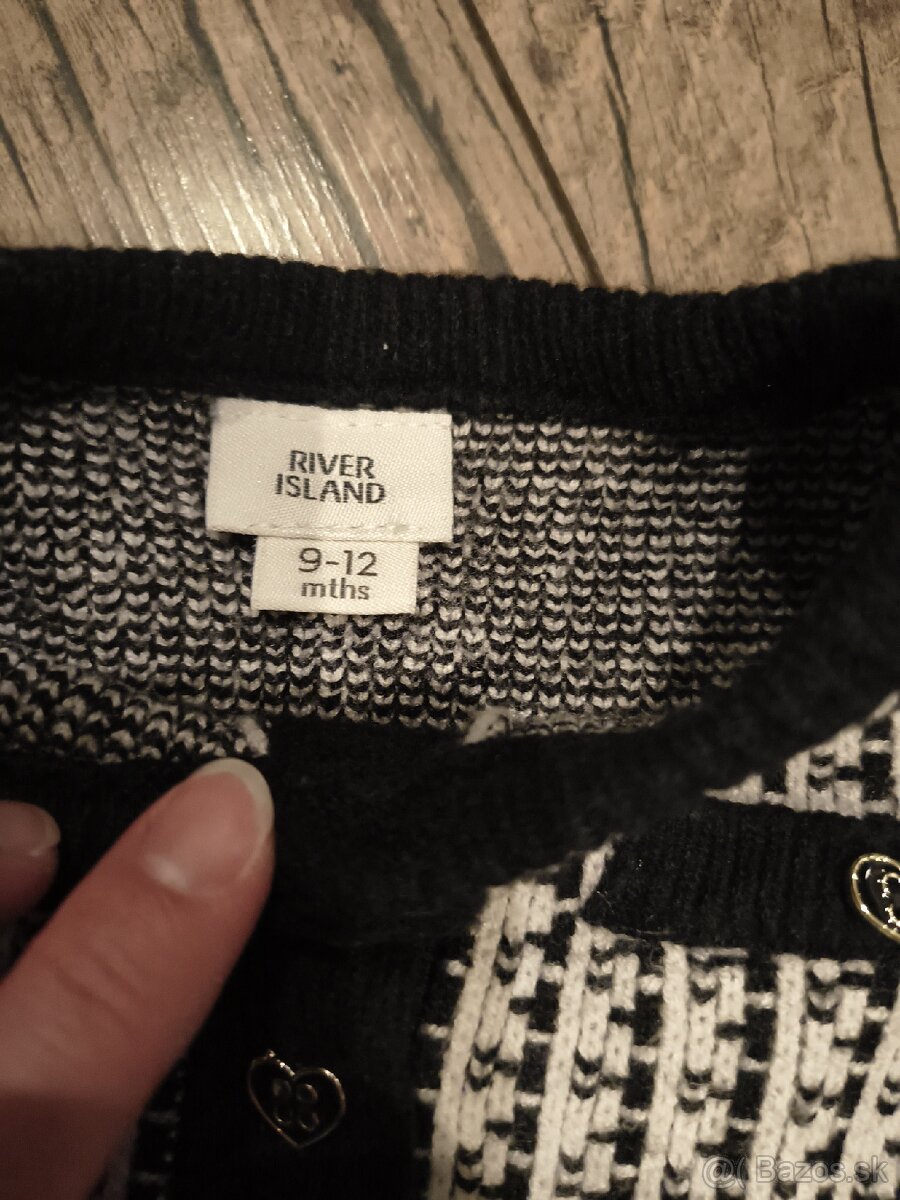 RIVER
ISLAND
9-12
mths
@( Bazos.sk